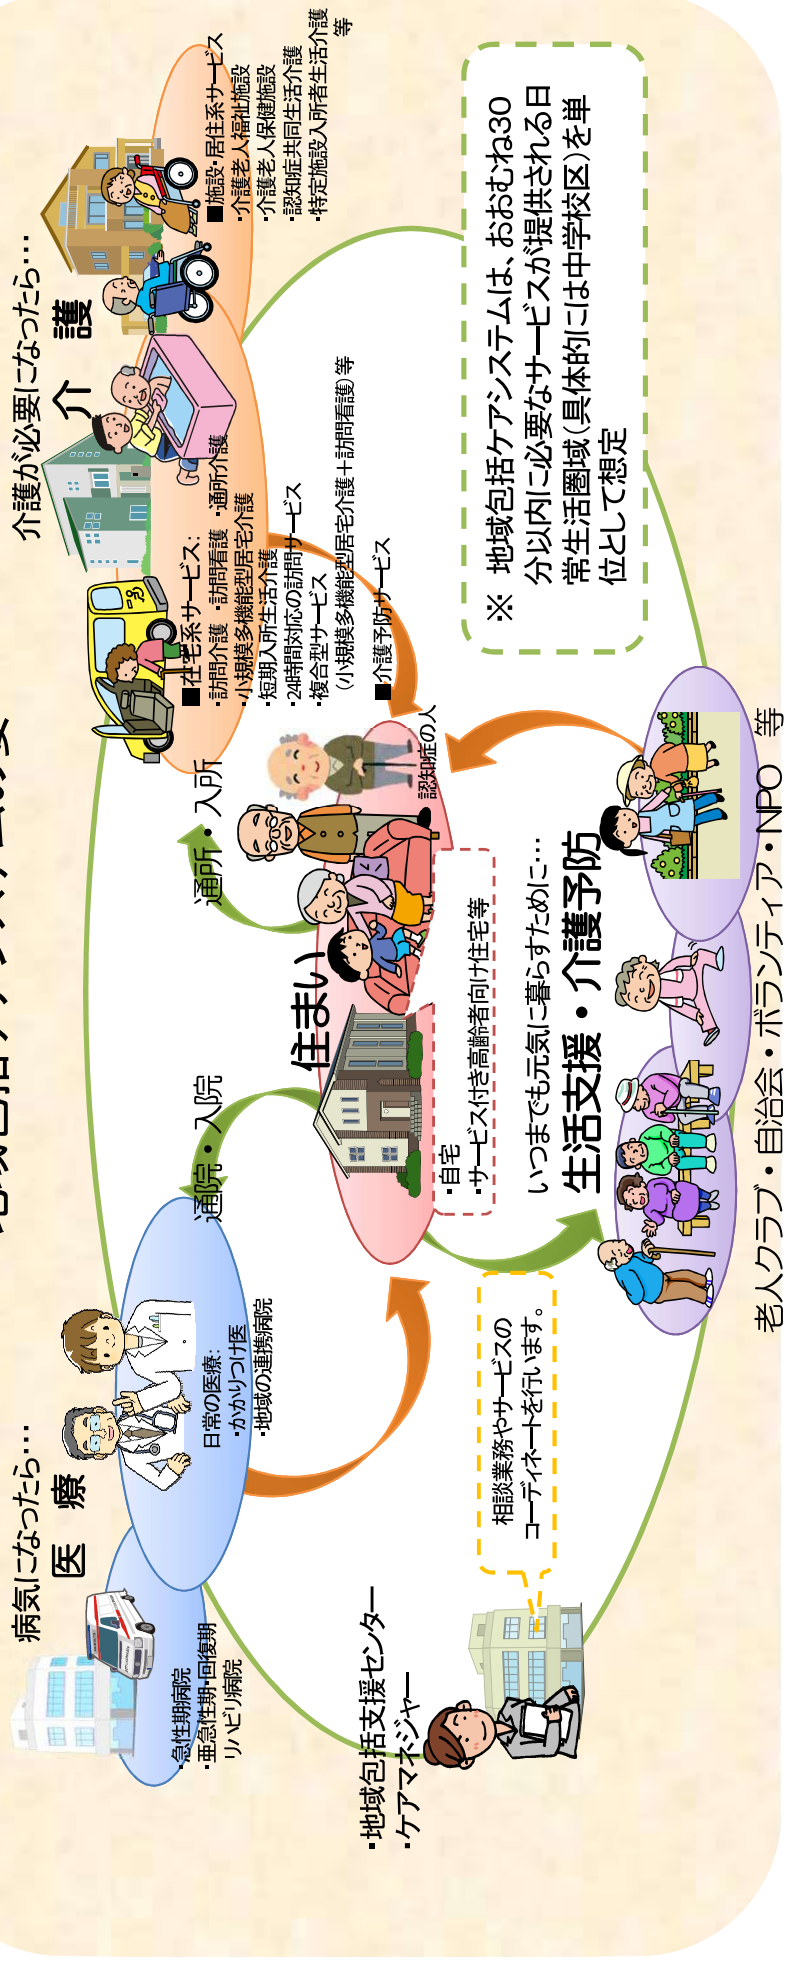 地域包括ケアシステムの姿
病気になったら…
医 療
・急性期病院
・亜急性期・回復期
リハビリ病院
日常の医療:
・かかりつけ医
・地域の連携病院
通院・入院
通所・入所
介護が必要になったら…
介 護
■在宅系サービス:
・訪問介護 ・訪問看護 ・通所介護
・小規模多機能型居宅介護
・短期入所生活介護
・24時間対応の訪問サービス
・複合型サービス
(小規模多機能型居宅介護+訪問看護)等
■介護予防サービス
■施設・居住系サービス
・介護老人福祉施設
・介護老人保健施設
・認知症共同生活介護
・特定施設入所者生活介護
等
住まい
認知症の人
・自宅
・サービス付き高齢者向け住宅等
・地域包括支援センター
・ケアマネジャー
相談業務やサービスの
コーディネートを行います。
いつまでも元気に暮らすために…
生活支援・介護予防
老人クラブ・自治会・ボランティア・NPO 等
※ 地域包括ケアシステムは、おおむね30
分以内に必要なサービスが提供される日
常生活圏域(具体的には中学校区)を単
位として想定